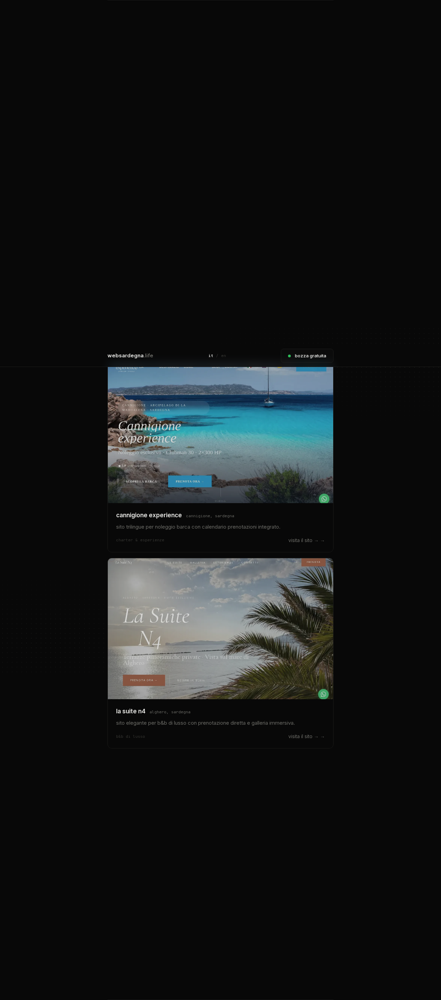 websardegna.life
it / en
bozza gratuita
experience
CANNIGIONE · ARCIPELAGO DI LA
MADDALENA · SARDEGNA
Cannigione
experience
Noleggio esclusivo · Clubman 30 · 2×300 HP
★ 5.0
SCOPRI LA BARCA
PRENOTA ORA →
cannigione experience
cannigione, sardegna
sito trilingue per noleggio barca con calendario prenotazioni integrato.
charter & esperienze
visita il sito → →
La Suite N4
LE SUITE
GALLERIA
ESPERIENZE
CONTATTI
PRENOTA
ALGHERO · SARDEGNA · SUITE ESCLUSIVE
La Suite
N4
Terrazze panoramiche private · Vista sul mare di
Alghero
PRENOTA ORA →
SCOPRI LE SUITE
la suite n4
alghero, sardegna
sito elegante per b&b di lusso con prenotazione diretta e galleria immersiva.
b&b di lusso
visita il sito → →